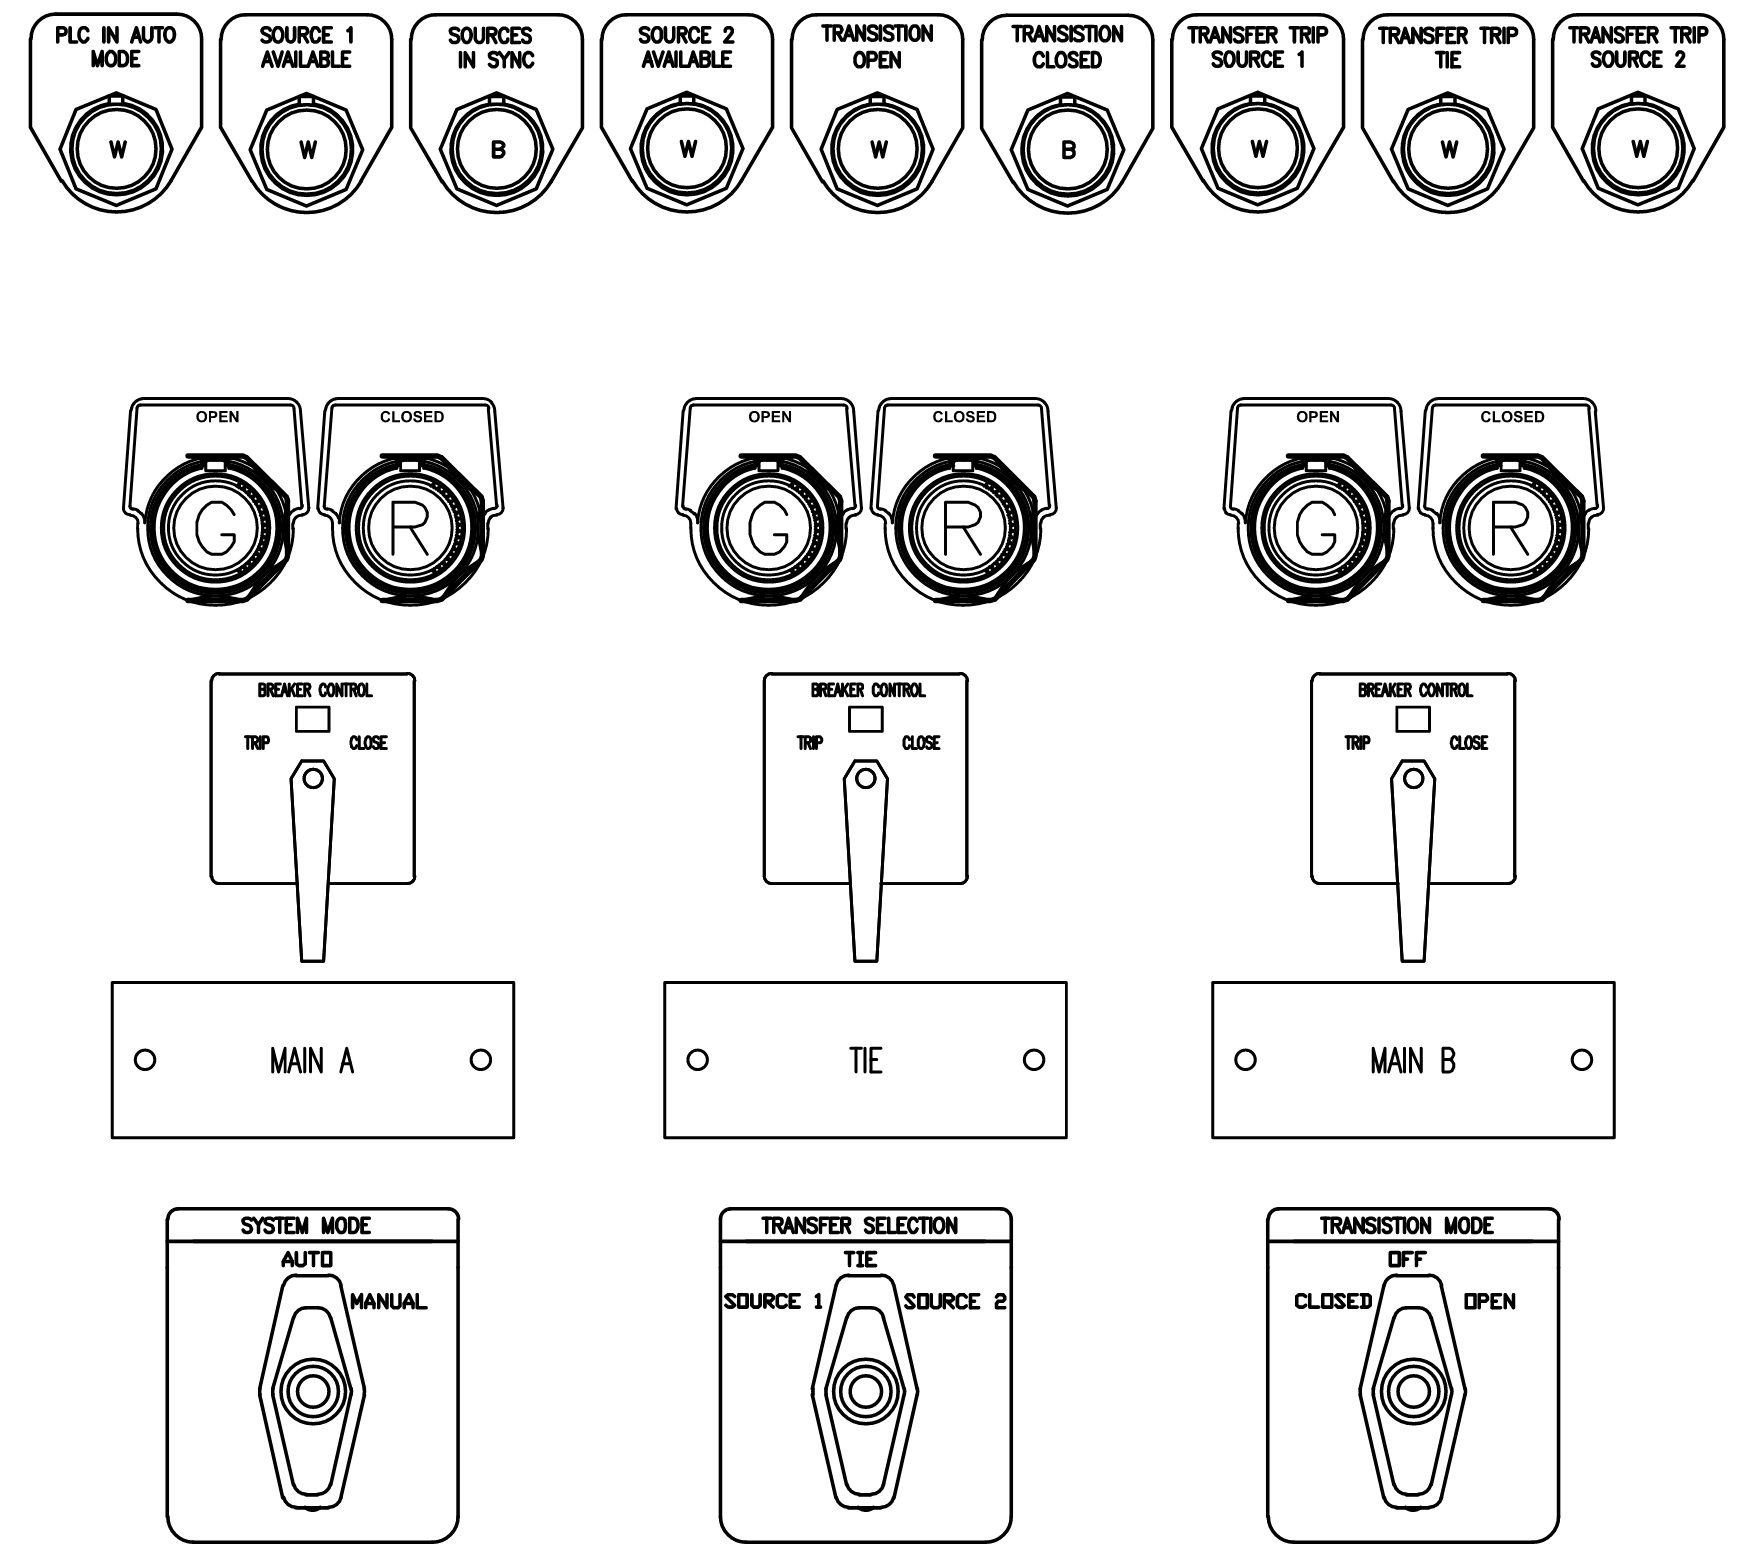 PLC IN AUTO
MODE
W
SOURCE 1
AVAILABLE
W
SOURCES
IN SYNC
B
SOURCE 2
AVAILABLE
W
TRANSISTION
OPEN
W
TRANSISTION
CLOSED
B
TRANSFER TRIP
SOURCE 1
W
TRANSFER TRIP
TIE
W
TRANSFER TRIP
SOURCE 2
W
OPEN
G
CLOSED
R
OPEN
G
CLOSED
R
OPEN
G
CLOSED
R
BREAKER CONTROL
TRIP CLOSE
BREAKER CONTROL
TRIP CLOSE
BREAKER CONTROL
TRIP CLOSE
MAIN A
TIE
MAIN B
SYSTEM MODE
AUTO
MANUAL
TRANSFER SELECTION
TIE
SOURCE 1 SOURCE 2
TRANSISTION MODE
OFF
CLOSED OPEN